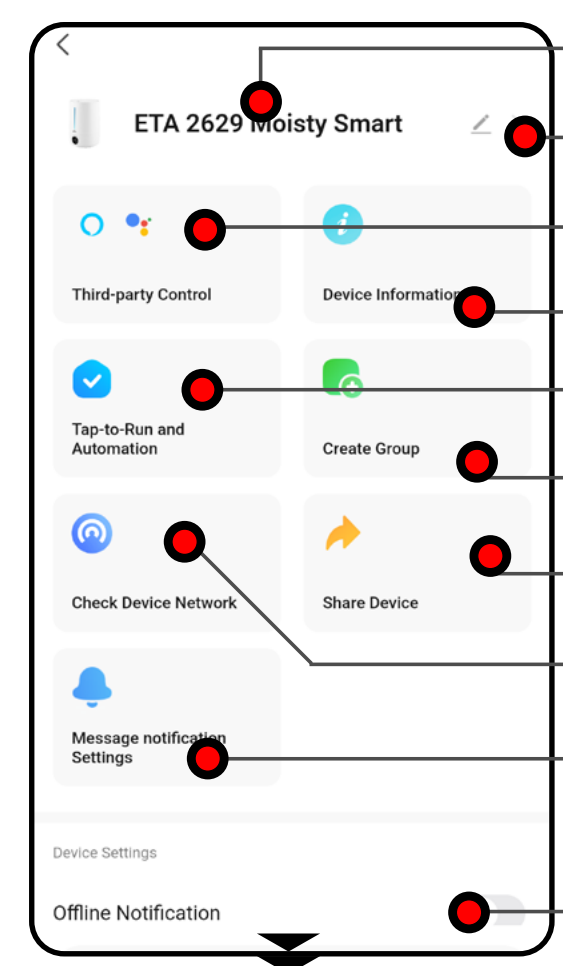 ETA 2629 Moisty Smart
Third-party Control
Device Information
Tap-to-Run and
Automation
Create Group
Check Device Network
Share Device
Message notification
Settings
Device Settings
Offline Notification